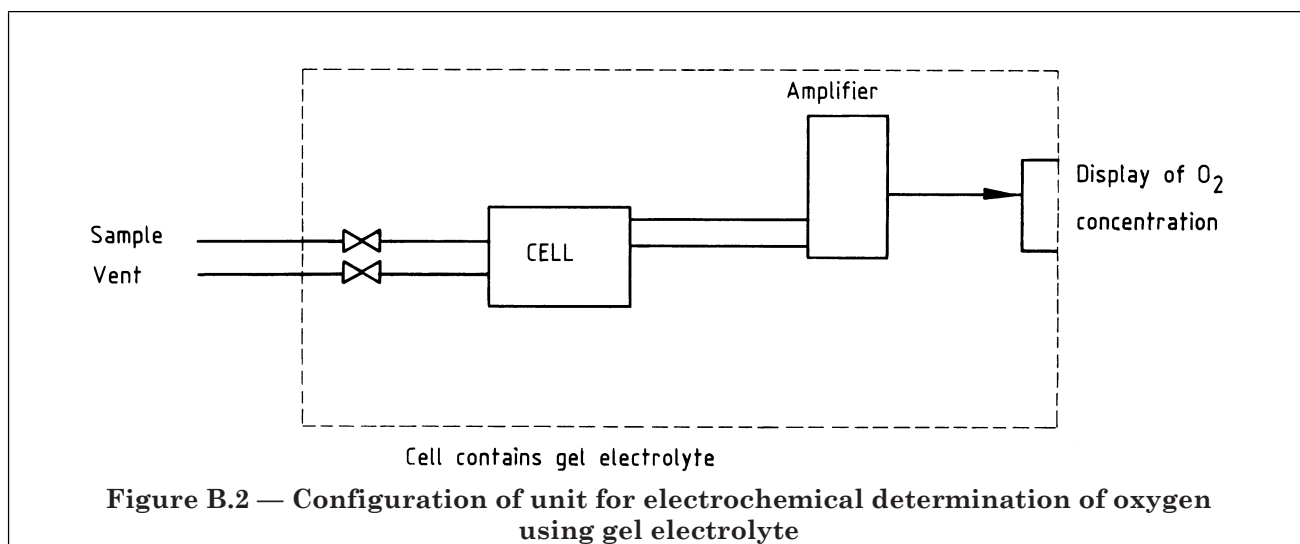 Amplifier
Display of O₂
concentration
Sample
Vent
CELL
Cell contains gel electrolyte
Figure B.2 — Configuration of unit for electrochemical determination of oxygen
using gel electrolyte